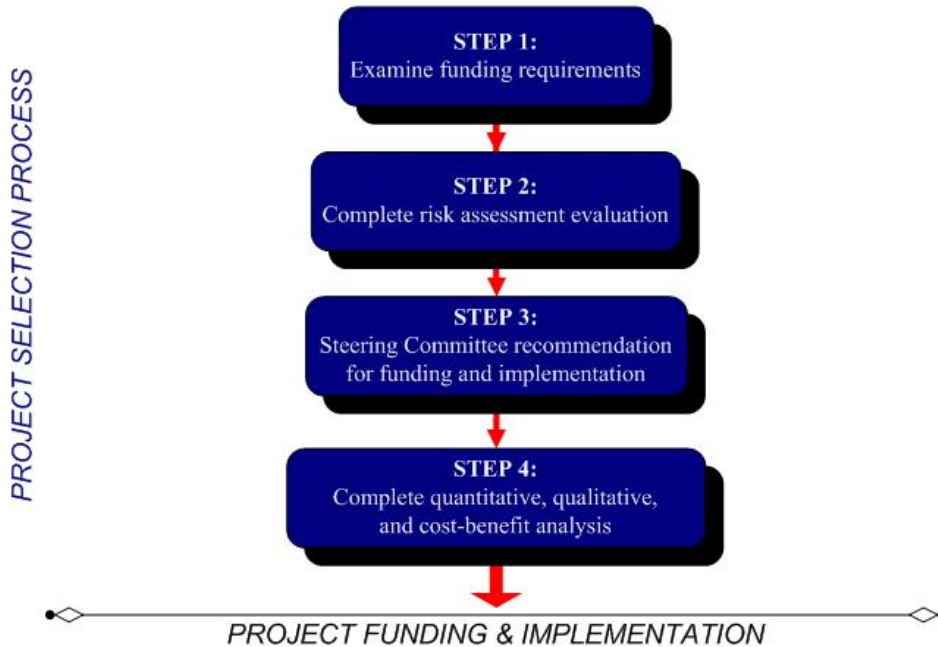 PROJECT SELECTION PROCESS
STEP 1:
Examine funding requirements
STEP 2:
Complete risk assessment evaluation
STEP 3:
Steering Committee recommendation
for funding and implementation
STEP 4:
Complete quantitative, qualitative,
and cost-benefit analysis
PROJECT FUNDING & IMPLEMENTATION